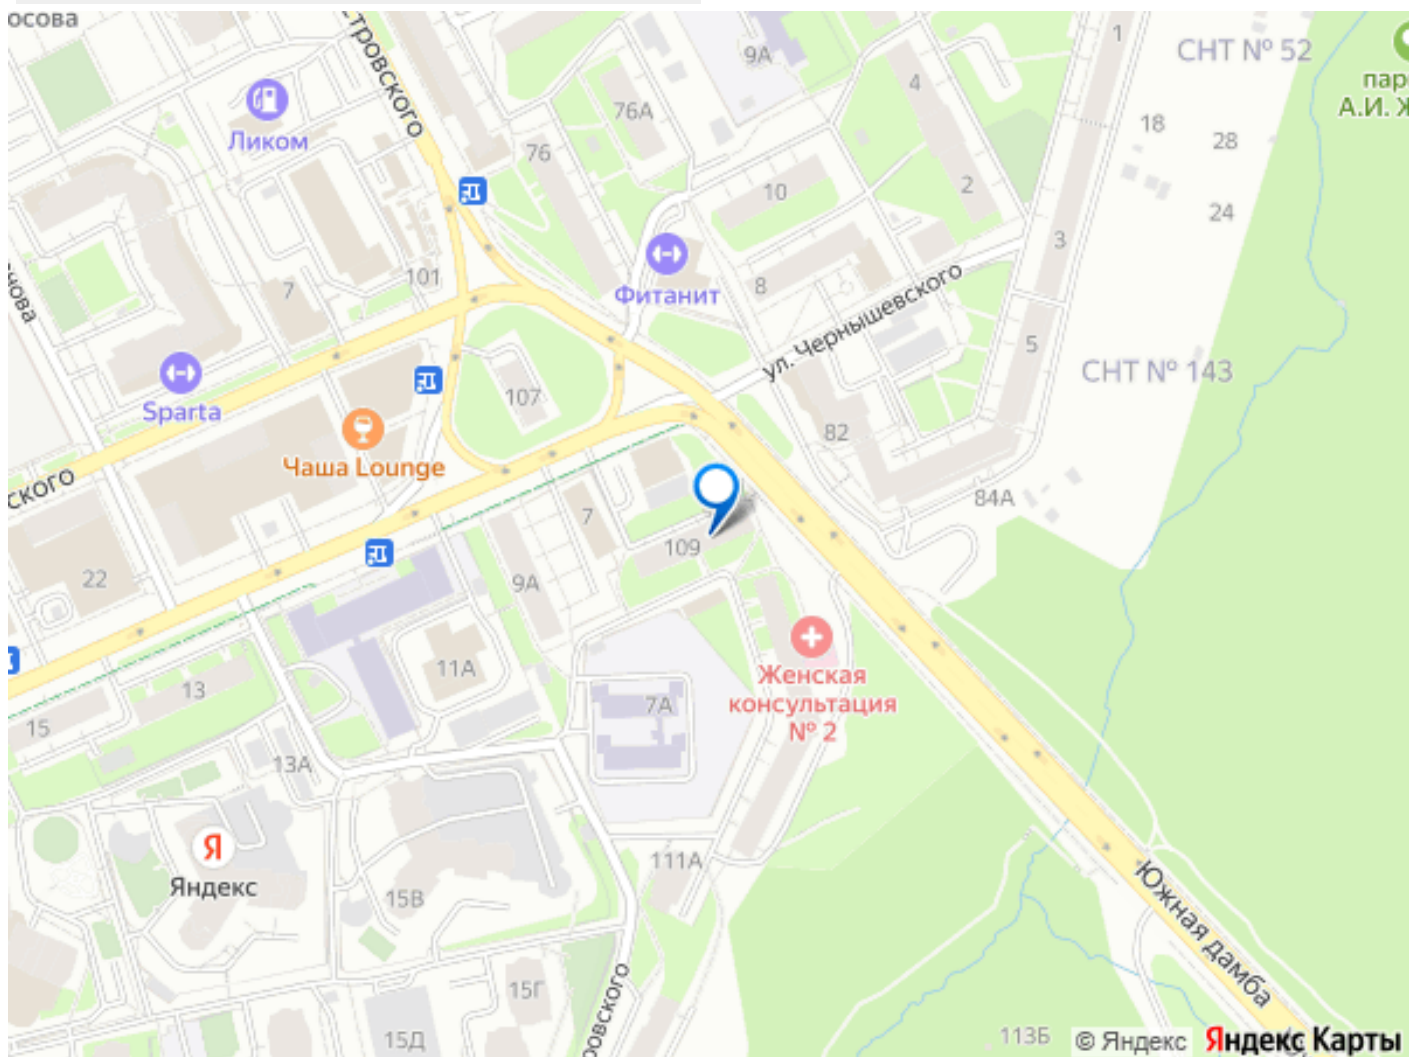 осова
тровского
9А
1
СНТ № 52
пар
А.И. Ж
4
76А
Ликом
18
28
76
10
2
24
3
нова
101
7
Фитанит
8
ул. Чернышевского
5
СНТ № 143
Sparta
107
82
Чаша Lounge
ского
84А
7
109
22
9А
11А
Женская
консультация
№ 2
13
7А
15
13А
Я
Яндекс
111А
15В
Южная дамба
15Г
ровского
15Д
113Б
© Яндекс Яндекс Карты